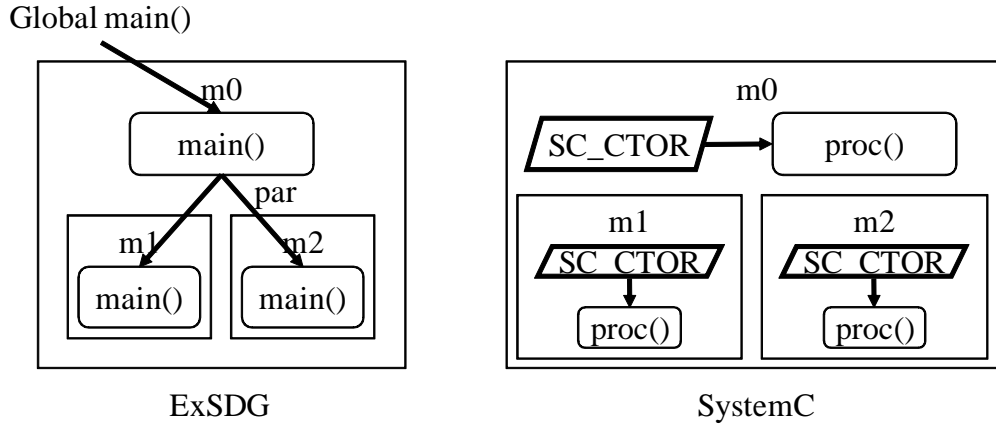 Global main()
m0
main()
par
m1
m2
main()
main()
ExSDG
m0
SC_CTOR
proc()
m1
m2
SC_CTOR
SC_CTOR
proc()
proc()
SystemC